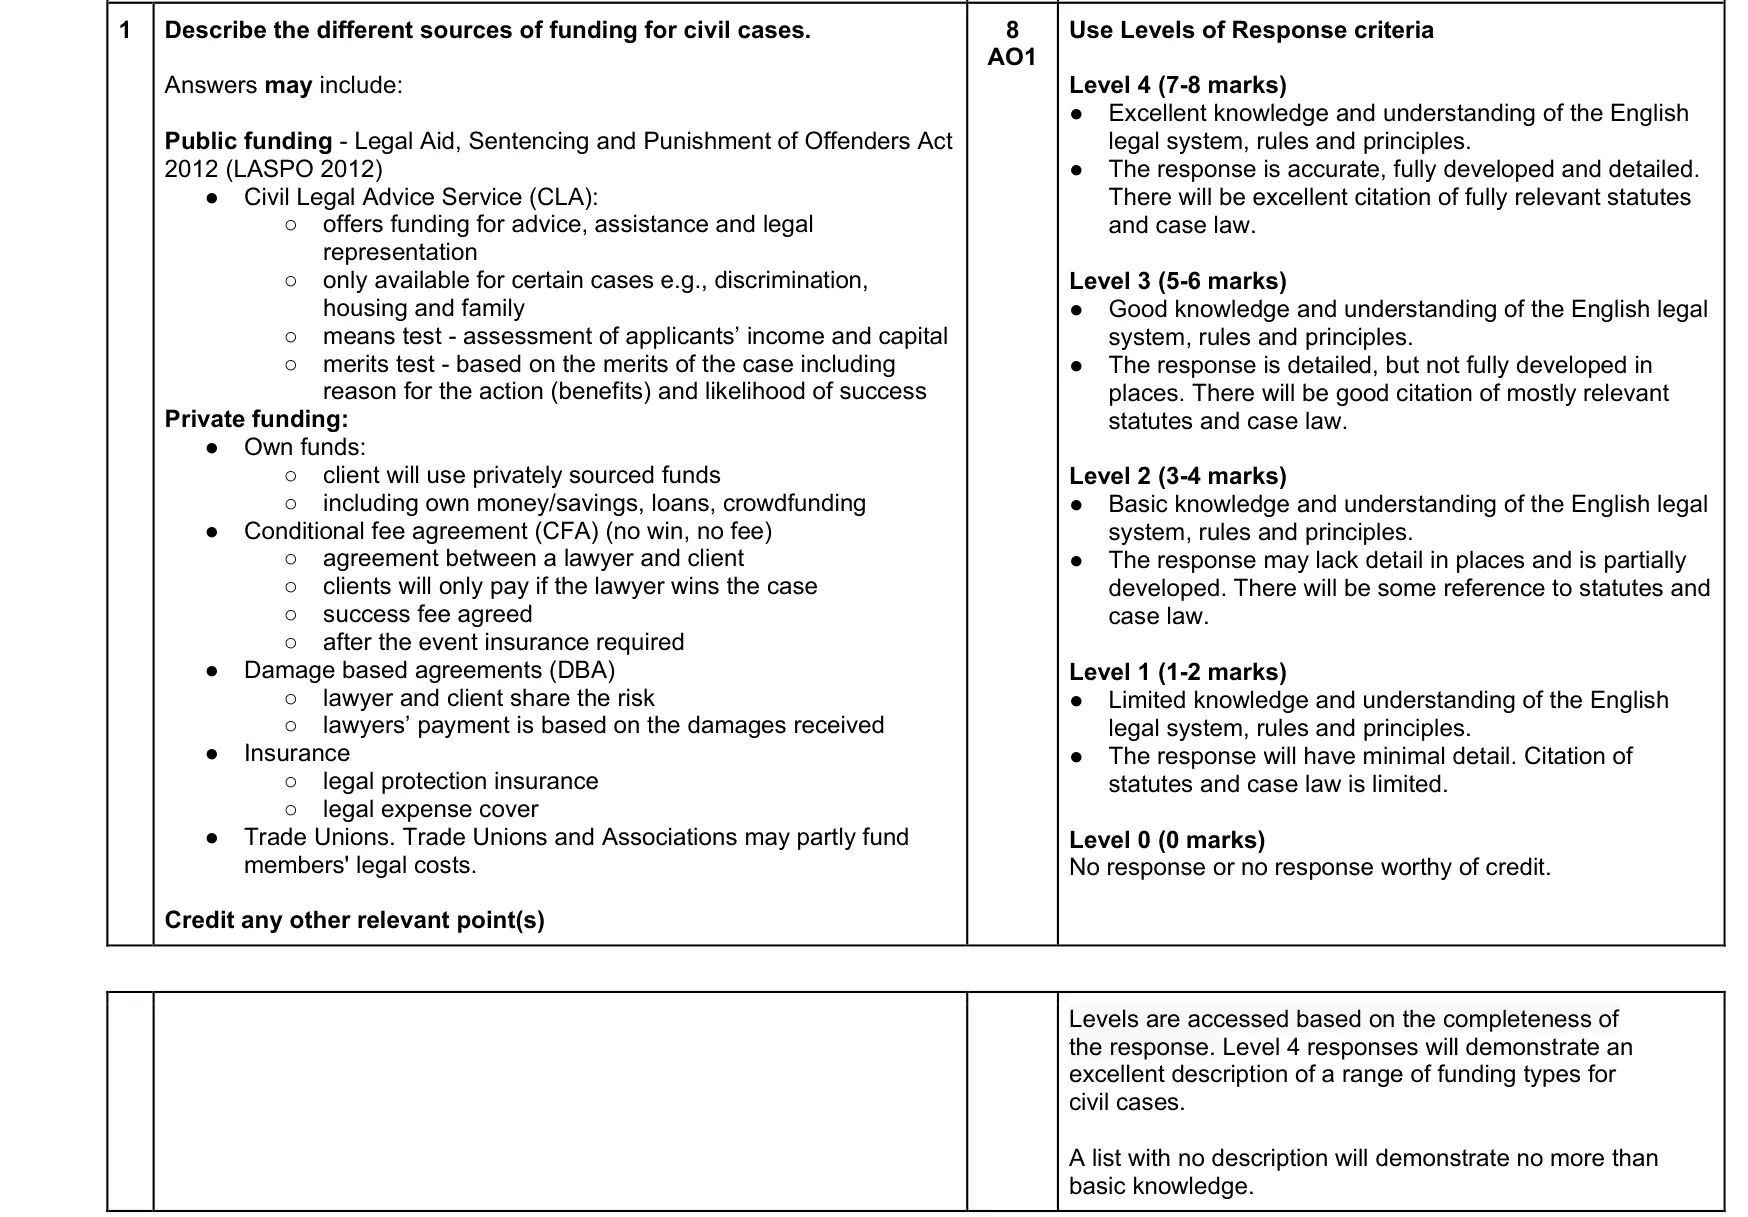 1
Describe the different sources of funding for civil cases.
Answers may include:
Public funding - Legal Aid, Sentencing and Punishment of Offenders Act
2012 (LASPO 2012)
● Civil Legal Advice Service (CLA):
○ offers funding for advice, assistance and legal
representation
○ only available for certain cases e.g., discrimination,
housing and family
○ means test - assessment of applicants’ income and capital
○ merits test - based on the merits of the case including
reason for the action (benefits) and likelihood of success
Private funding:
● Own funds:
○ client will use privately sourced funds
○ including own money/savings, loans, crowdfunding
● Conditional fee agreement (CFA) (no win, no fee)
○ agreement between a lawyer and client
○ clients will only pay if the lawyer wins the case
○ success fee agreed
○ after the event insurance required
● Damage based agreements (DBA)
○ lawyer and client share the risk
○ lawyers’ payment is based on the damages received
● Insurance
○ legal protection insurance
○ legal expense cover
● Trade Unions. Trade Unions and Associations may partly fund
members' legal costs.
Credit any other relevant point(s)
8
AO1
Use Levels of Response criteria
Level 4 (7-8 marks)
● Excellent knowledge and understanding of the English
legal system, rules and principles.
● The response is accurate, fully developed and detailed.
There will be excellent citation of fully relevant statutes
and case law.
Level 3 (5-6 marks)
● Good knowledge and understanding of the English legal
system, rules and principles.
● The response is detailed, but not fully developed in
places. There will be good citation of mostly relevant
statutes and case law.
Level 2 (3-4 marks)
● Basic knowledge and understanding of the English legal
system, rules and principles.
● The response may lack detail in places and is partially
developed. There will be some reference to statutes and
case law.
Level 1 (1-2 marks)
● Limited knowledge and understanding of the English
legal system, rules and principles.
● The response will have minimal detail. Citation of
statutes and case law is limited.
Level 0 (0 marks)
No response or no response worthy of credit.
Levels are accessed based on the completeness of
the response. Level 4 responses will demonstrate an
excellent description of a range of funding types for
civil cases.
A list with no description will demonstrate no more than
basic knowledge.